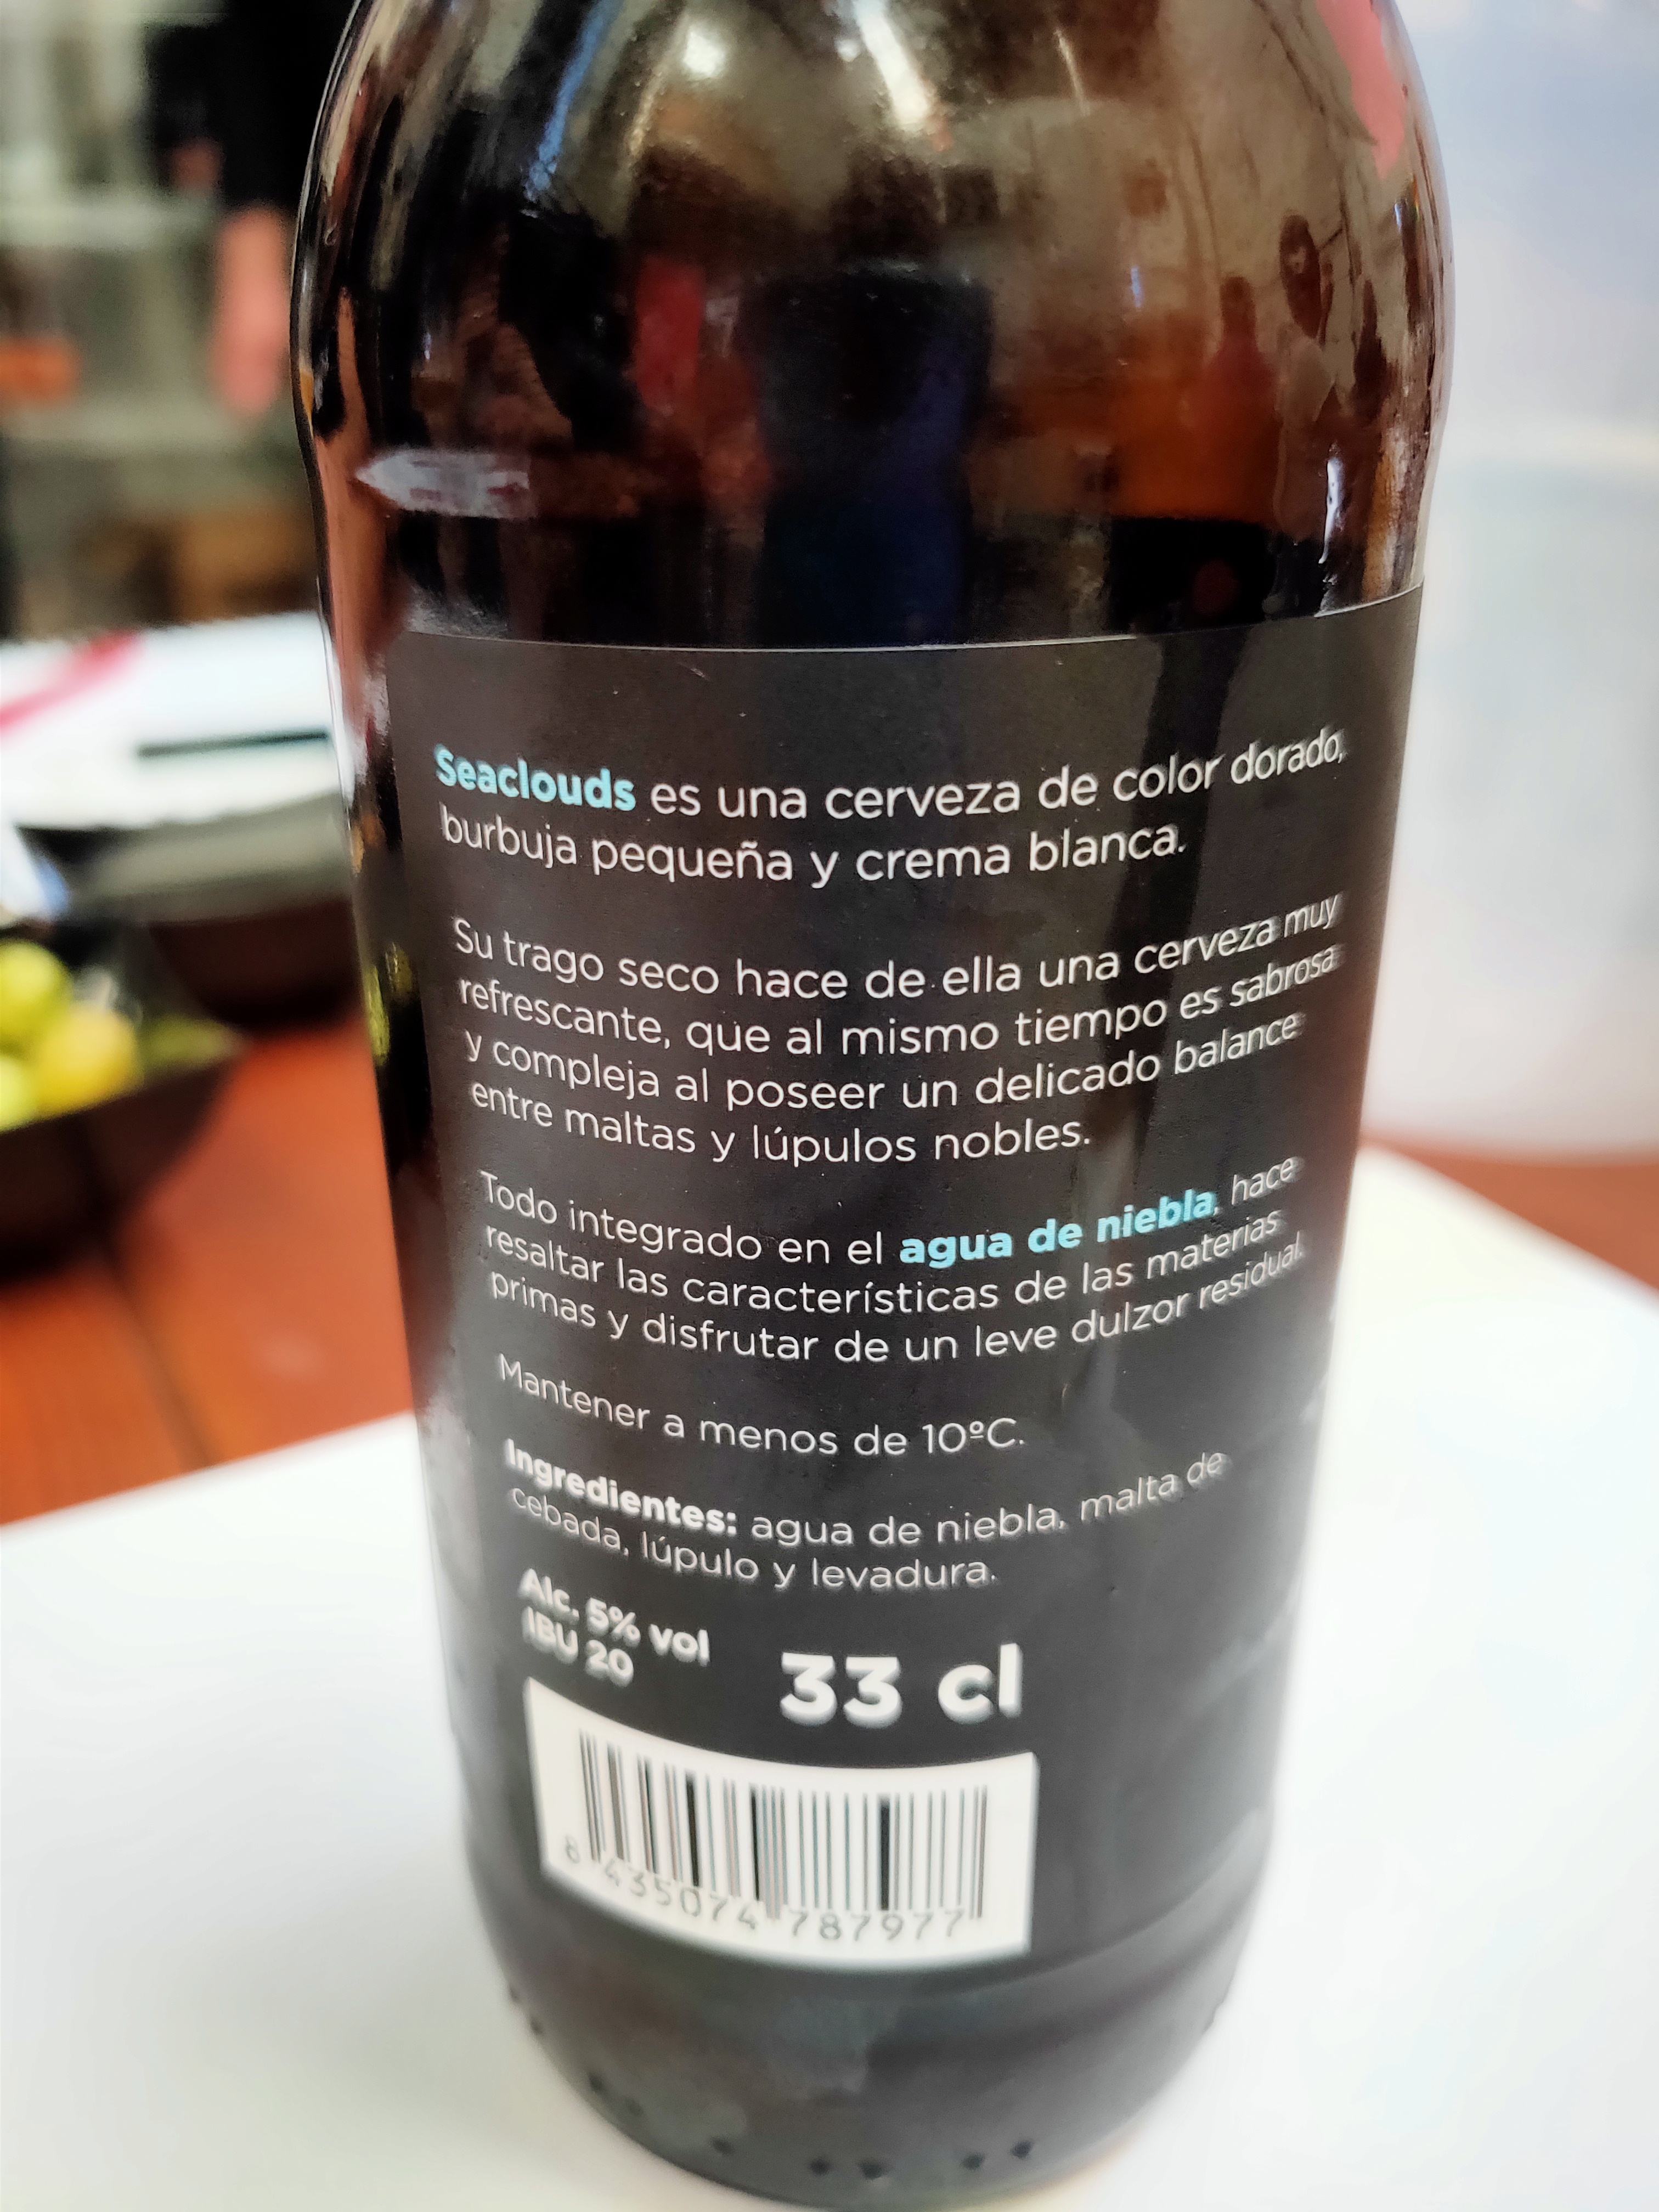 Seaclouds es una cerveza de color dorado,
burbuja pequeña y crema blanca.
Su trago seco hace de ella una cerveza muy
refrescante, que al mismo tiempo es sabrosa
y compleja al poseer un delicado balance
entre maltas y lúpulos nobles.
Todo integrado en el agua de niebla, hace
resaltar las características de las materias
primas y disfrutar de un leve dulzor residual.
Mantener a menos de 10ºC.
Ingredientes: agua de niebla, malta de
cebada, lúpulo y levadura.
Alc. 5% vol
IBU 20
33 cl
8 435074 787977